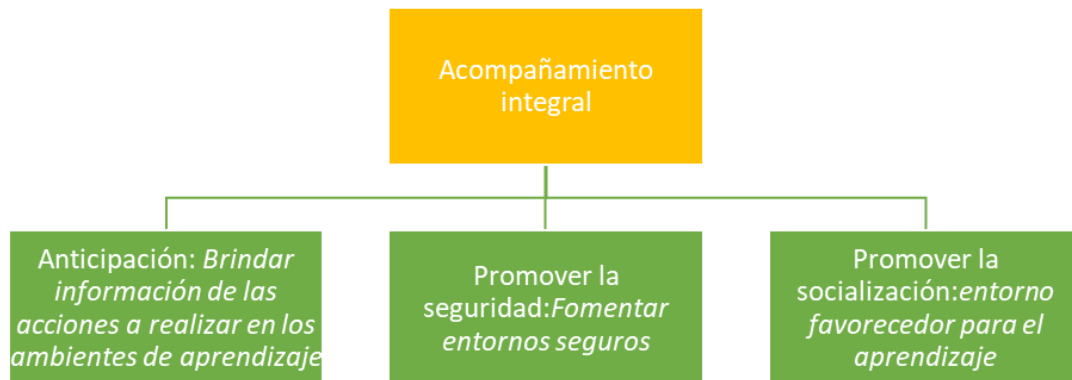 Acompañamiento
integral
Anticipación: Brindar
información de las
acciones a realizar en los
ambientes de aprendizaje
Promover la
seguridad:Fomentar
entornos seguros
Promover la
socialización:entorno
favorecedor para el
aprendizaje